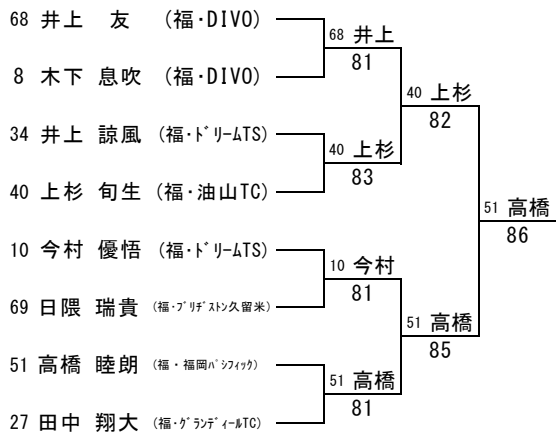 68 井上 友 (福・DIVO)
8 木下 息吹 (福・DIVO)
34 井上 諒風 (福・ドリームTS)
40 上杉 旬生 (福・油山TC)
10 今村 優悟 (福・ドリームTS)
69 日隈 瑞貴 (福・ブリヂストン久留米)
51 高橋 睦朗 (福・福岡パシフィック)
27 田中 翔大 (福・グランディールTC)
68 井上
81
40 上杉
83
10 今村
81
51 高橋
81
40 上杉
82
51 高橋
85
51 高橋
86